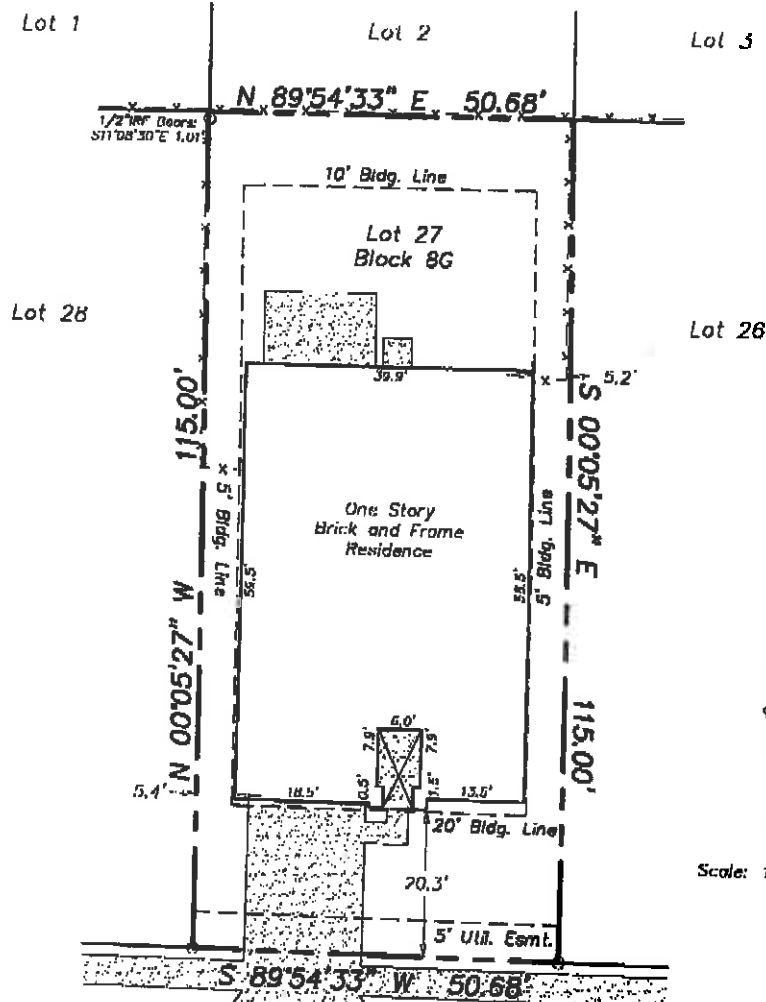 Lot 1
Lot 2
Lot 3
N 89°54'33" E 50.68'
1/2"IRF Bears:
S11°08'30"E 1.01'
10' Bldg. Line
Lot 27
Block 8G
Lot 28
Lot 26
39.9'
5.2'
115.00'
S 00°05'27" E
5' Bldg. Line
One Story
Brick and Frame
Residence
5' Bldg. Line
59.5'
N 00°05'27" W
6.0'
7.9'
7.9'
115.00'
5.4'
18.5'
0.5'
13.6'
20' Bldg. Line
20.3'
Scale:
5' Util. Esmt.
S 89°54'33" W 50.68'